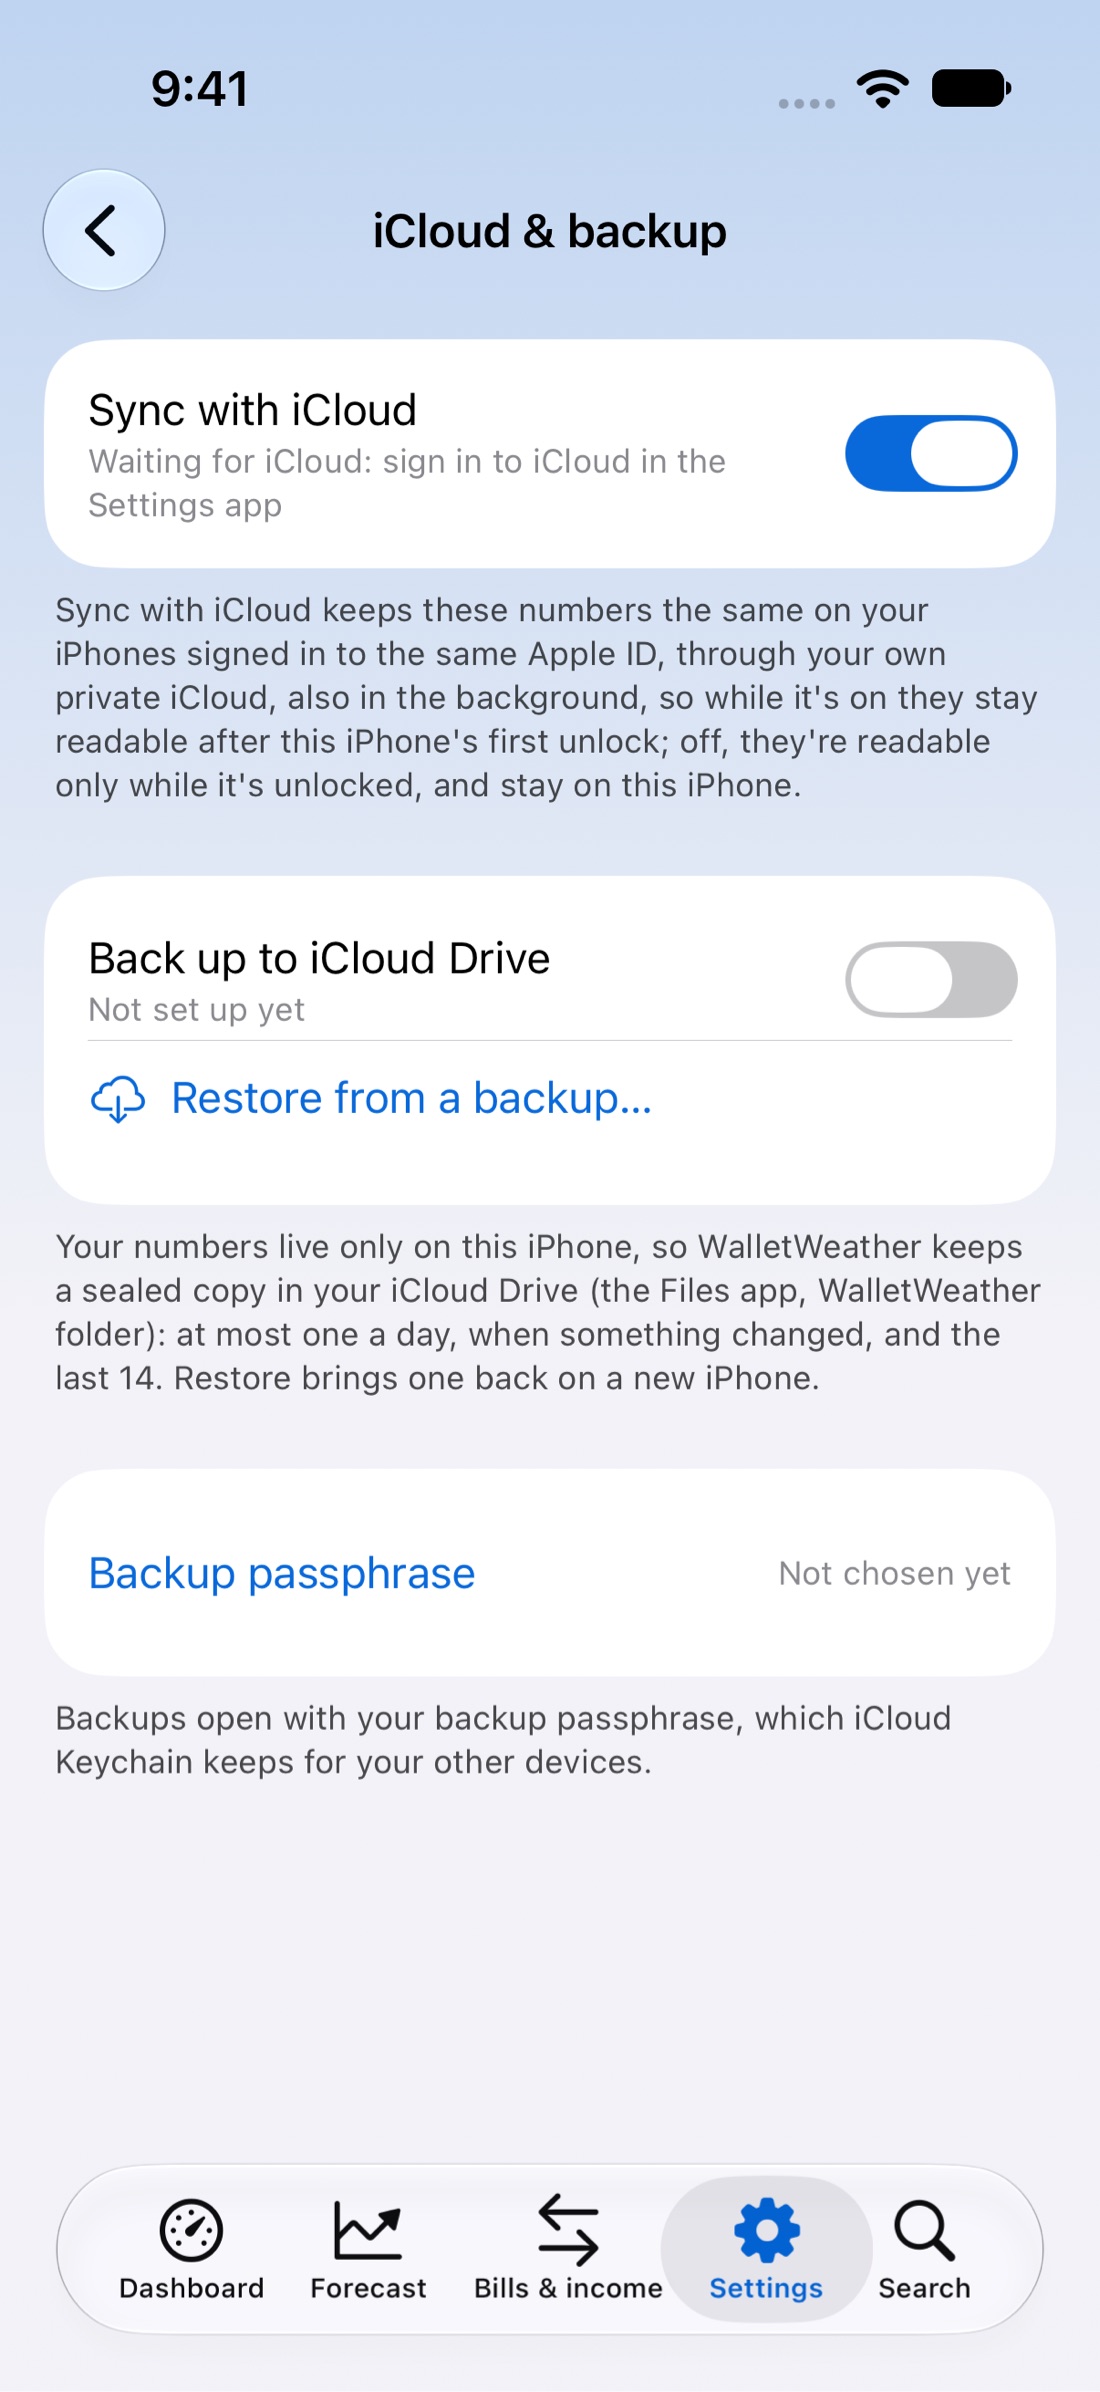 9:41
iCloud & backup
Sync with iCloud
Waiting for iCloud: sign in to iCloud in the
Settings app
Sync with iCloud keeps these numbers the same on your
iPhones signed in to the same Apple ID, through your own
private iCloud, also in the background, so while it's on they stay
readable after this iPhone's first unlock; off, they're readable
only while it's unlocked, and stay on this iPhone.
Back up to iCloud Drive
Not set up yet
Restore from a backup...
Your numbers live only on this iPhone, so WalletWeather keeps
a sealed copy in your iCloud Drive (the Files app, WalletWeather
folder): at most one a day, when something changed, and the
last 14. Restore brings one back on a new iPhone.
Backup passphrase
Not chosen yet
Backups open with your backup passphrase, which iCloud
Keychain keeps for your other devices.
Dashboard
Forecast
Bills & income
Settings
Search